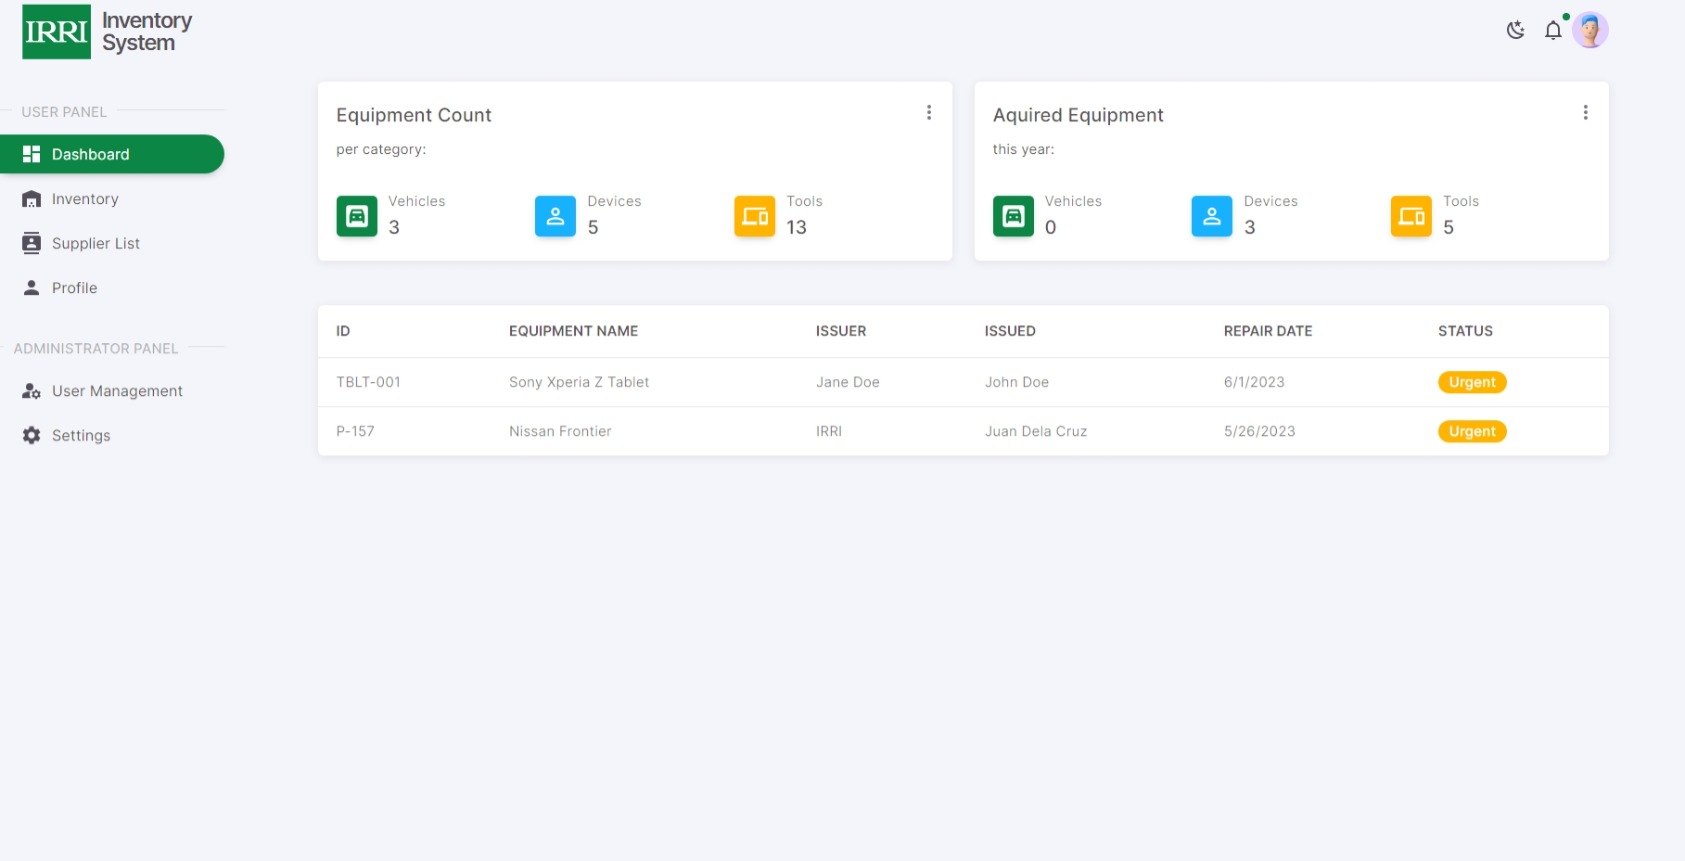 IRRI Inventory System
USER PANEL
Dashboard
Inventory
Supplier List
Profile
ADMINISTRATOR PANEL
User Management
Settings
Equipment Count
per category:
Vehicles
3
Devices
5
Tools
13
Aquired Equipment
this year:
Vehicles
0
Devices
3
Tools
5
ID EQUIPMENT NAME ISSUER ISSUED REPAIR DATE STATUS
TBLT-001 Sony Xperia Z Tablet Jane Doe John Doe 6/1/2023 Urgent
P-157 Nissan Frontier IRRI Juan Dela Cruz 5/26/2023 Urgent